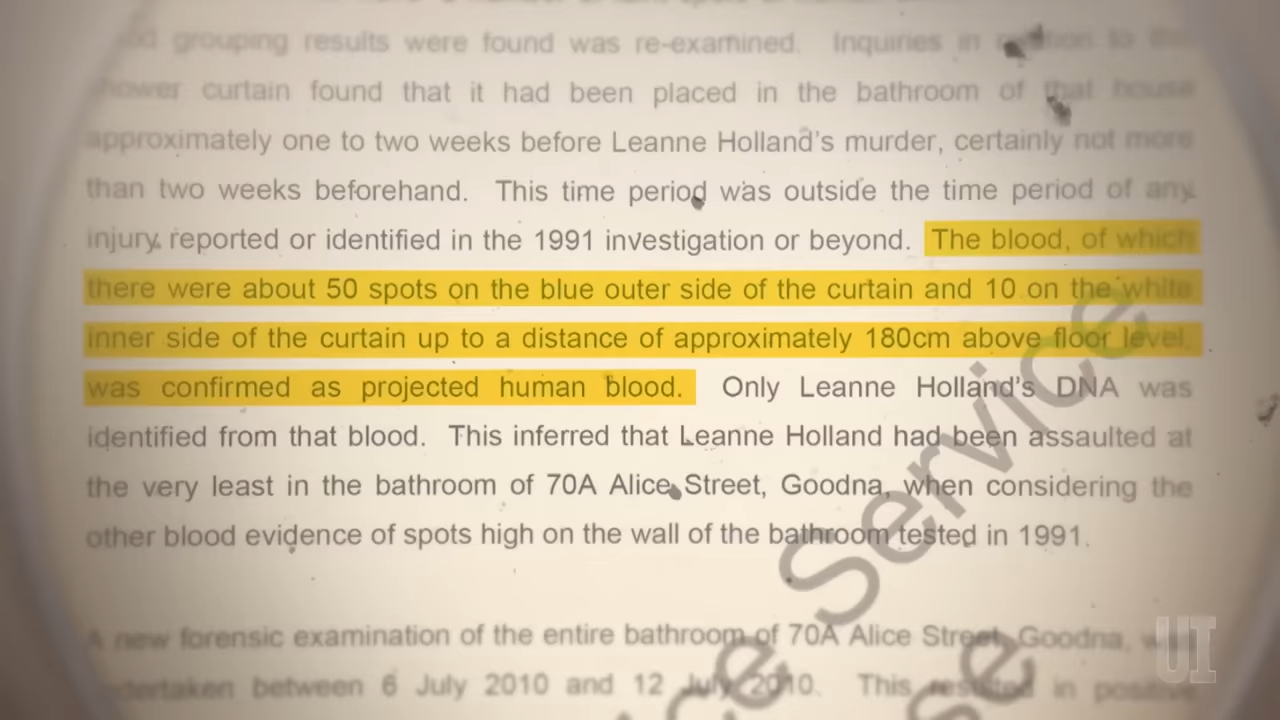 grouping results were found was re-examined. Inquiries in relation to the
shower curtain found that it had been placed in the bathroom of that house
approximately one to two weeks before Leanne Holland's murder, certainly not more
than two weeks beforehand. This time period was outside the time period of any
injury reported or identified in the 1991 investigation or beyond. The blood, of which
there were about 50 spots on the blue outer side of the curtain and 10 on the white
inner side of the curtain up to a distance of approximately 180cm above floor level,
was confirmed as projected human blood. Only Leanne Holland's DNA was
identified from that blood. This inferred that Leanne Holland had been assaulted at
the very least in the bathroom of 70A Alice Street, Goodna, when considering the
other blood evidence of spots high on the wall of the bathroom tested in 1991.
A new forensic examination of the entire bathroom of 70A Alice Street, Goodna, was
undertaken between 6 July 2010 and 12 July 2010. This resulted in positive
Service
UI